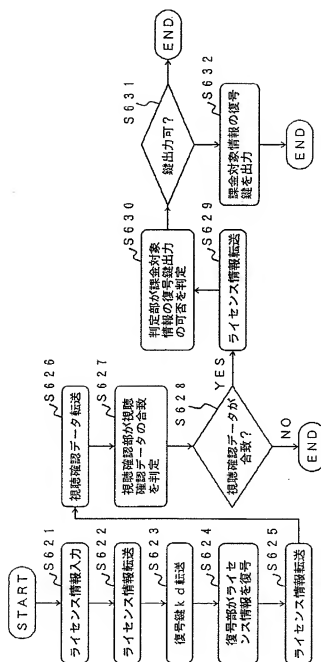 START
S621
ライセンス情報入力
S622
ライセンス情報転送
S623
復号鍵kd転送
S624
復号部がライセ
ンス情報を復号
S625
ライセンス情報転送
S626
視聴確認データ転送
S627
視聴確認部が視聴
確認データの合致
を判定
S628
視聴確認データが
合致?
YES
NO
END
S629
ライセンス情報転送
S630
判定部が課金対象
情報の復号鍵出力
の可否を判定
S631
鍵出力可?
END
S632
課金対象情報の復号
鍵を出力
END